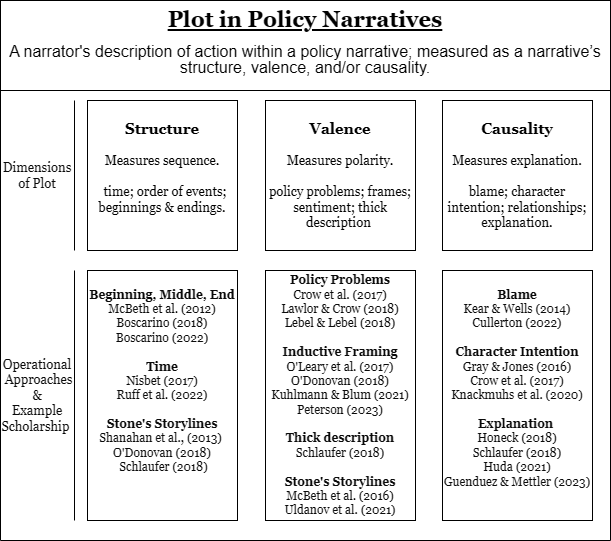 Plot in Policy Narratives
A narrator's description of action within a policy narrative; measured as a narrative’s
structure, valence, and/or causality.
Dimensions
of Plot
Structure
Measures sequence.
time; order of events;
beginnings & endings.
Valence
Measures polarity.
policy problems; frames;
sentiment; thick
description
Causality
Measures explanation.
blame; character
intention; relationships;
explanation.
Operational
Approaches
&
Example
Scholarship
Beginning, Middle, End
McBeth et al. (2012)
Boscarino (2018)
Boscarino (2022)
Time
Nisbet (2017)
Ruff et al. (2022)
Stone's Storylines
Shanahan et al., (2013)
O'Donovan (2018)
Schlaufer (2018)
Policy Problems
Crow et al. (2017)
Lawlor & Crow (2018)
Lebel & Lebel (2018)
Inductive Framing
O'Leary et al. (2017)
O'Donovan (2018)
Kuhlmann & Blum (2021)
Peterson (2023)
Thick description
Schlaufer (2018)
Stone's Storylines
McBeth et al. (2016)
Uldanov et al. (2021)
Blame
Kear & Wells (2014)
Cullerton (2022)
Character Intention
Gray & Jones (2016)
Crow et al. (2017)
Knackmuhs et al. (2020)
Explanation
Honeck (2018)
Schlaufer (2018)
Huda (2021)
Guenduez & Mettler (2023)